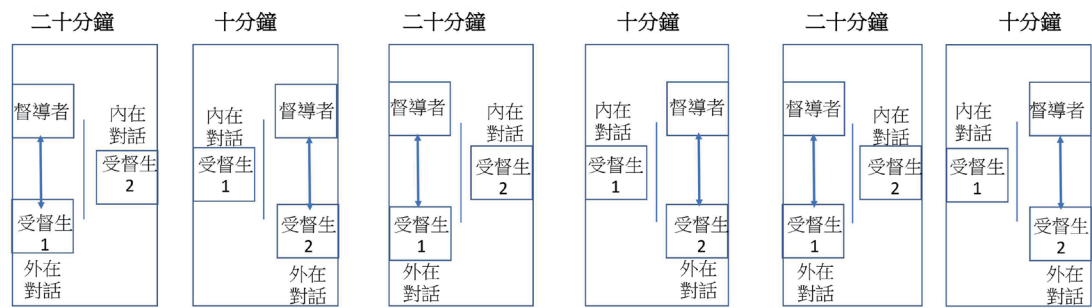 二十分鐘
督導者
內在
對話
受督生
2
受督生
1
外在
對話
十分鐘
督導者
內在
對話
受督生
1
受督生
2
外在
對話
二十分鐘
督導者
內在
對話
受督生
2
受督生
1
外在
對話
十分鐘
督導者
內在
對話
受督生
1
受督生
2
外在
對話
二十分鐘
督導者
內在
對話
受督生
2
受督生
1
外在
對話
十分鐘
督導者
內在
對話
受督生
1
受督生
2
外在
對話